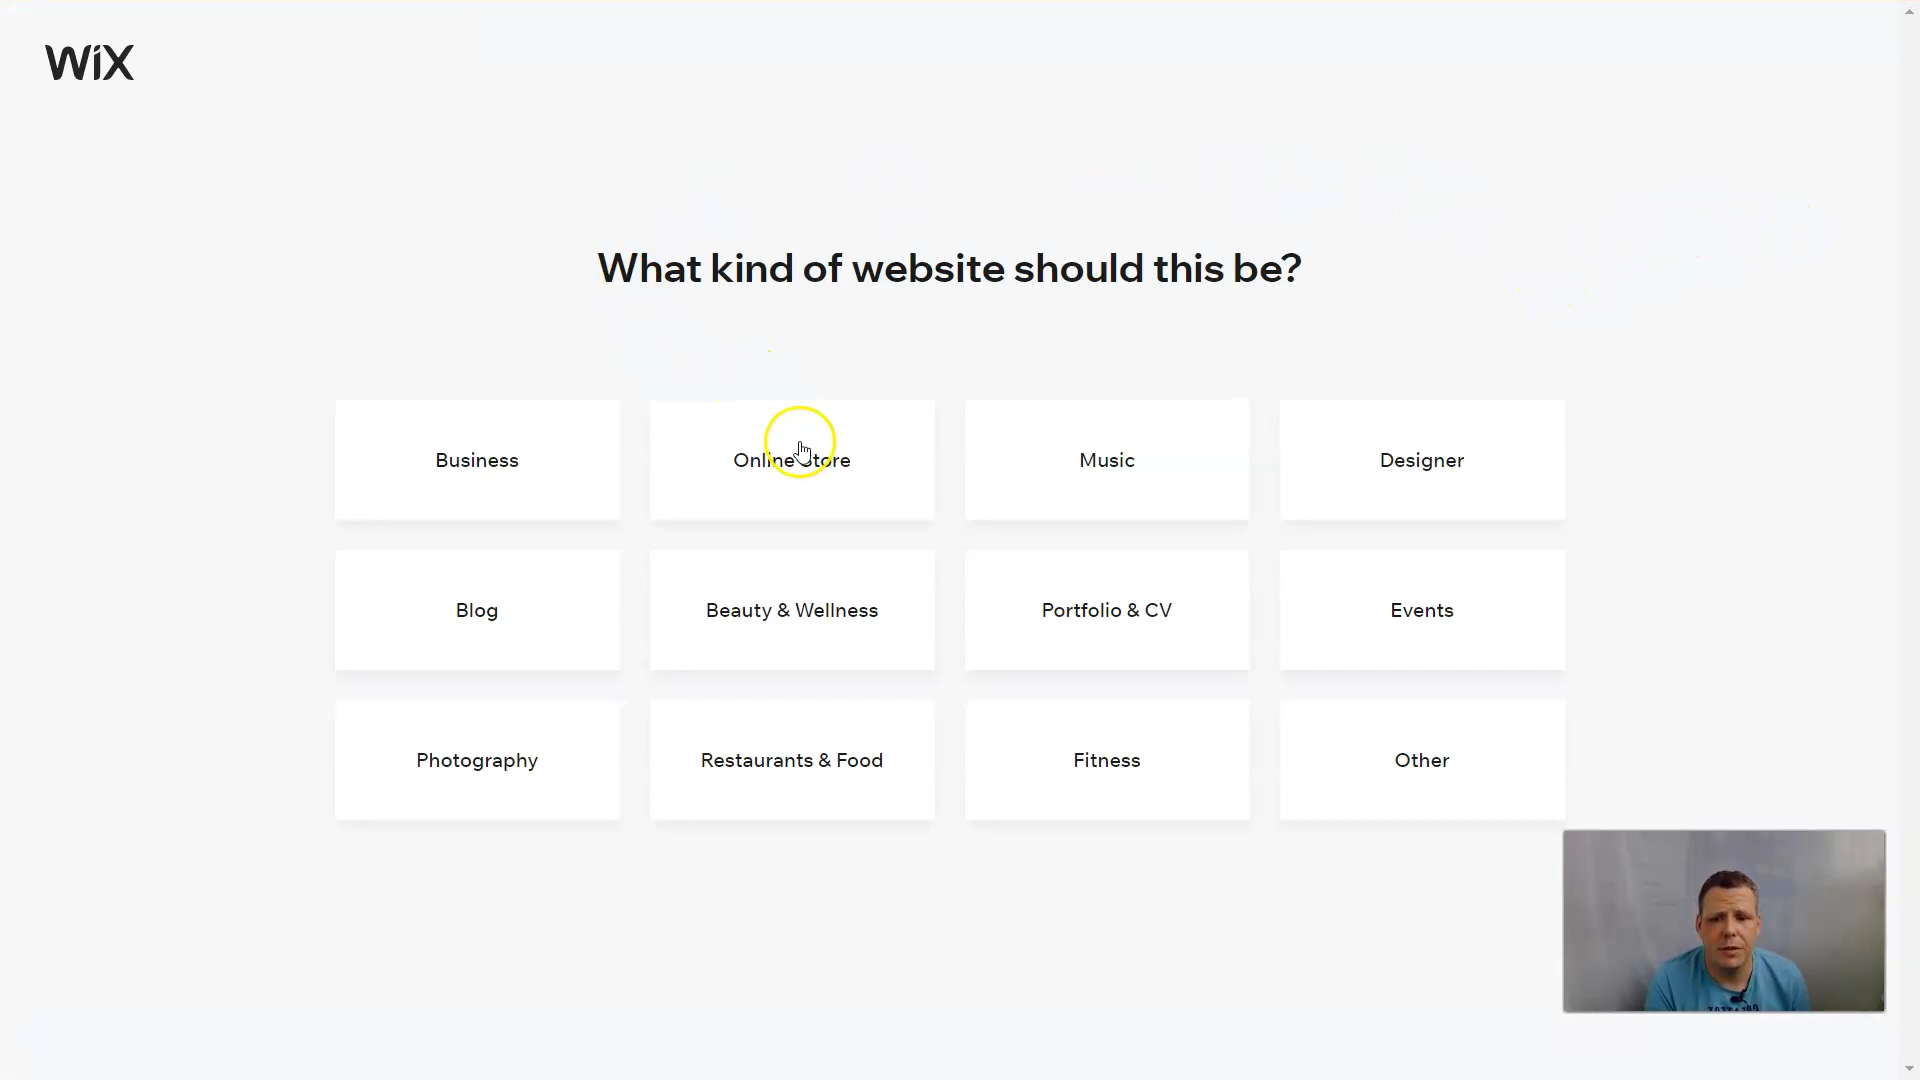 WiX
What kind of website should this be?
Business
Online Store
Music
Designer
Blog
Beauty & Wellness
Portfolio & CV
Events
Photography
Restaurants & Food
Fitness
Other